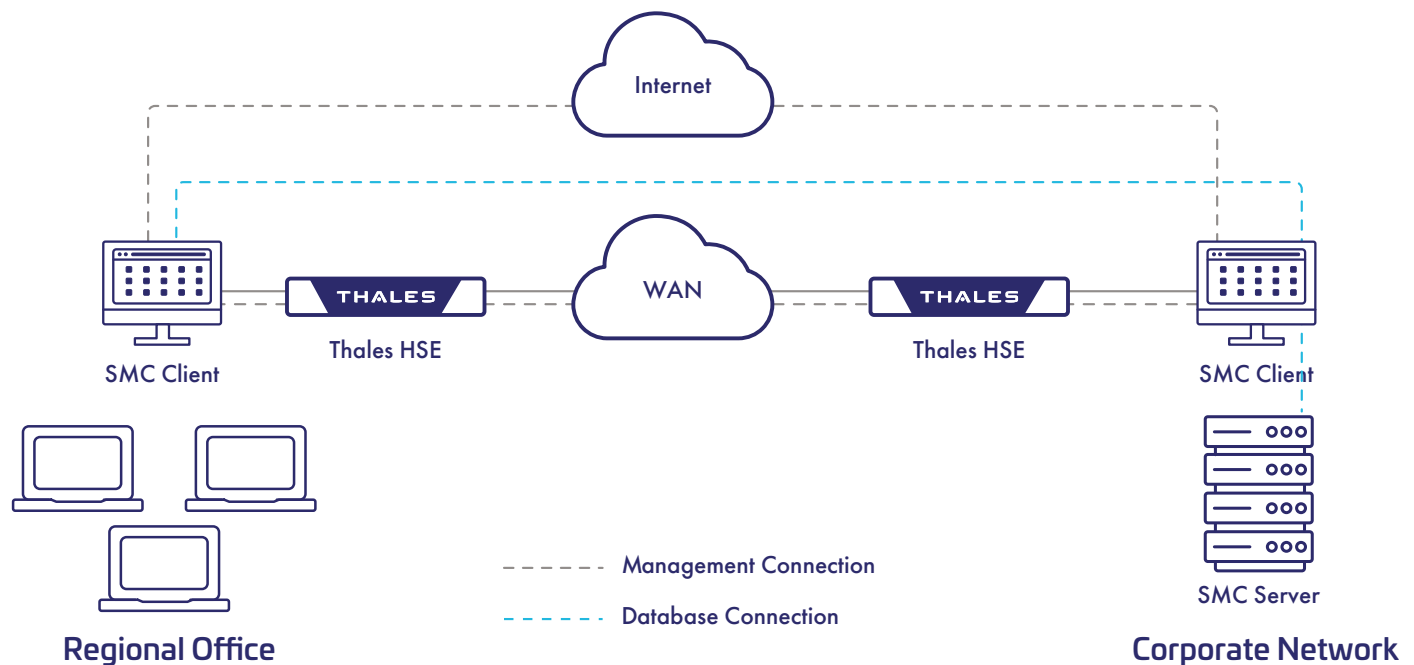 Internet
WAN
THALES
THALES
Thales HSE
Thales HSE
SMC Client
SMC Client
Management Connection
Database Connection
SMC Server
Regional Office
Corporate Network